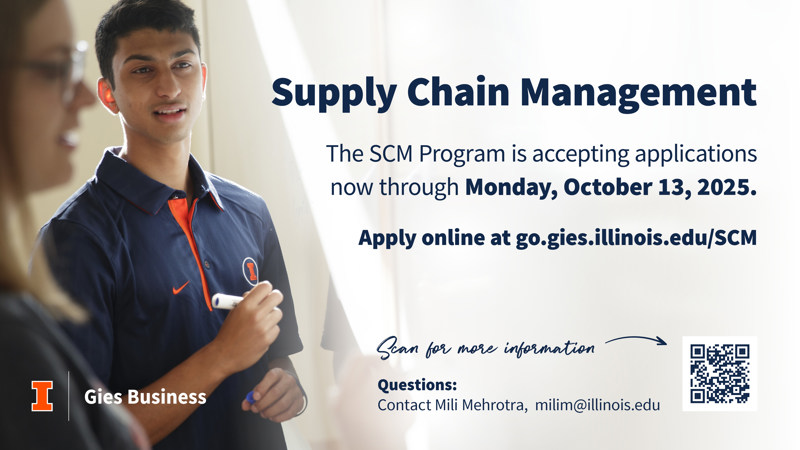 Supply Chain Management
The SCM Program is accepting applications
now through Monday, October 13, 2025.
Apply online at go.gies.illinois.edu/SCM
Scan for more information
Questions:
Contact Mili Mehrotra, milim@illinois.edu
I
Gies Business
I